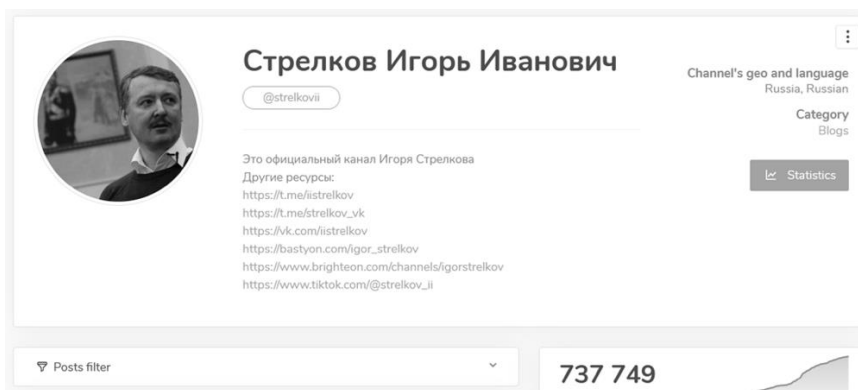 Стрелков Игорь Иванович
@strelkovii
Это официальный канал Игоря Стрелкова
Другие ресурсы:
https://t.me/iistrelkov
https://t.me/strelkov_vk
https://vk.com/iistrelkov
https://bastyon.com/igor_strelkov
https://www.brighteon.com/channels/igorstrelkov
https://www.tiktok.com/@strelkov_ii
Channel's geo and language
Russia, Russian
Category
Blogs
Statistics
Posts filter
737 749